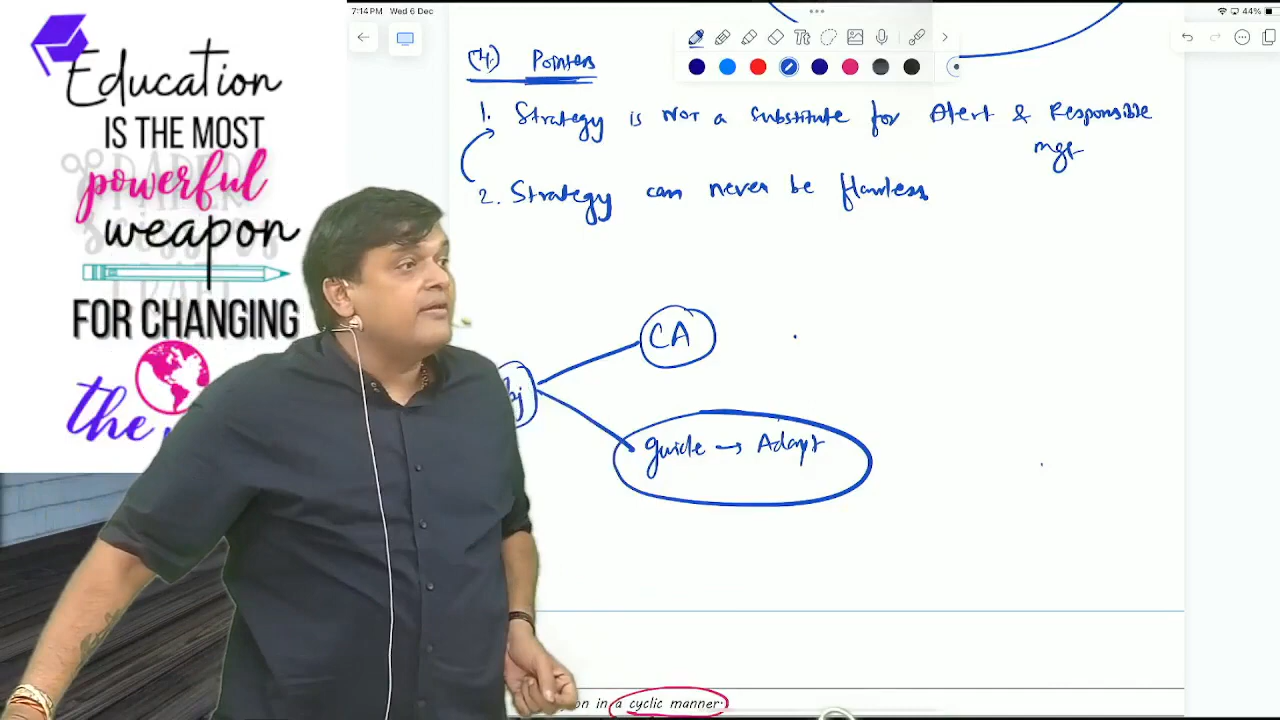 7:14 PM Wed 6 Dec
44%
Education
IS THE MOST
powerful
weapon
FOR CHANGING
the
(4.) Pointers
1. Strategy is NOT a substitute for Alert & Responsible
mgt
2. Strategy can never be flawless
CA
guide → Adapt
Tt
on in a cyclic manner.